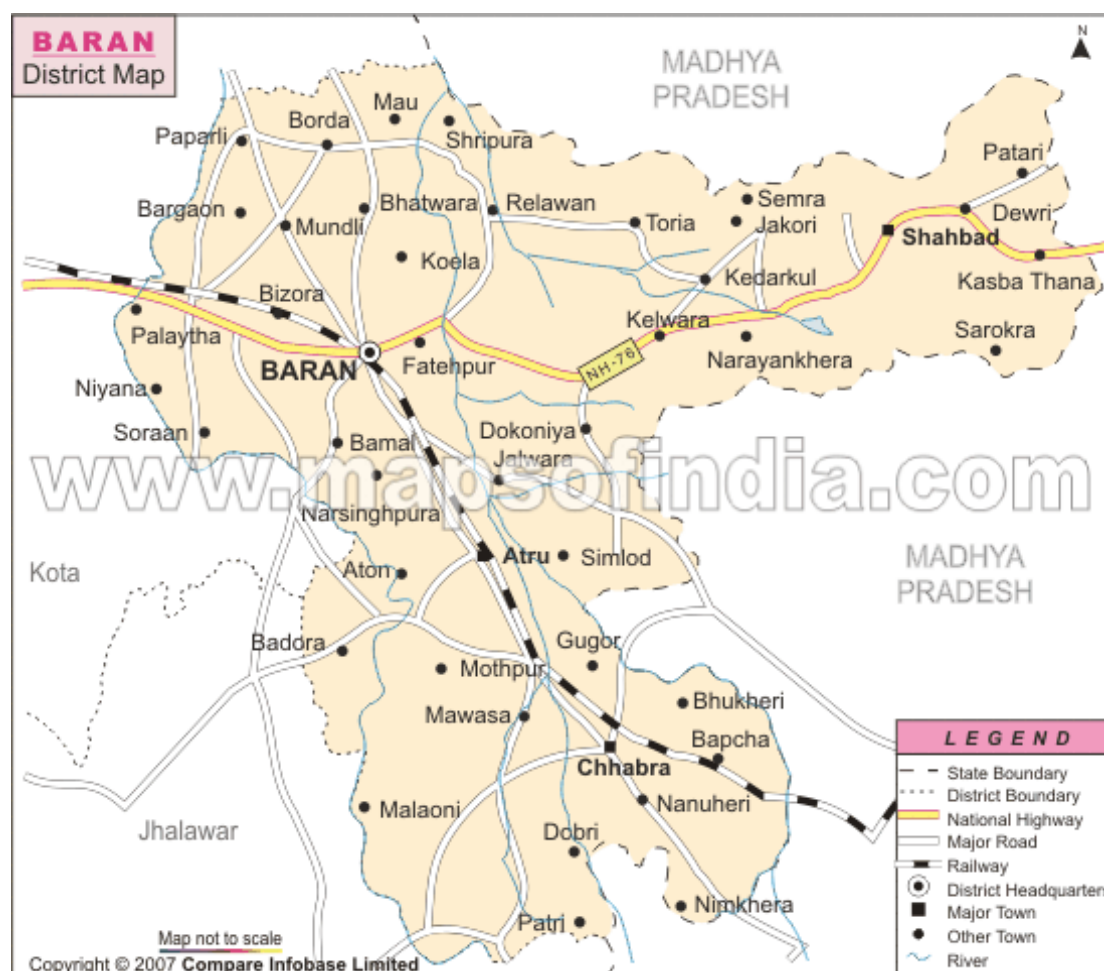 BARAN
District Map
N
MADHYA
PRADESH
Mau
Borda
Paparli
Shripura
Patari
Semra
Bargaon
Bhatwara
Relawan
Mundli
Toria
Jakori
Dewri
Shahbad
Koela
Kedarkul
Kasba Thana
Bizora
Palaytha
Kelwara
Sarokra
BARAN
Fatehpur
Narayankhera
NH-76
Niyana
Soraan
Dokoniya
Bamal
Jalwara
www.mapsofindia.com
Narsinghpura
Atru
Simlod
MADHYA
PRADESH
Kota
Aton
Badora
Gugor
Mothpur
Bhukheri
Mawasa
Bapcha
Chhabra
Nanuheri
Malaoni
Jhalawar
Dobri
Nimkhera
Patri
LEGEND
State Boundary
District Boundary
National Highway
Major Road
Railway
District Headquarters
Major Town
Other Town
River
Map not to scale
Copyright © 2007 Compare Infobase Limited